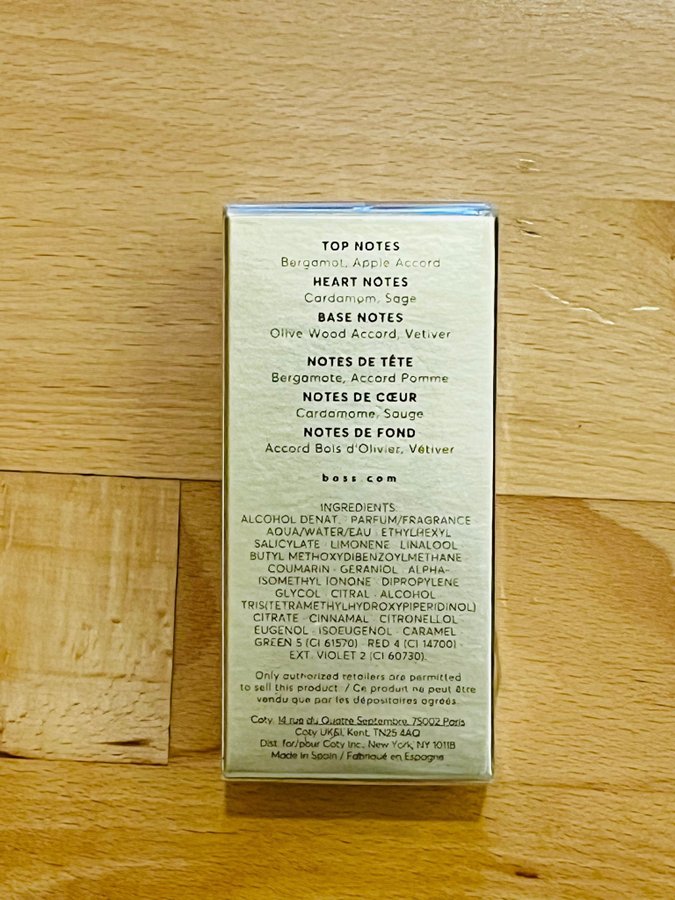 TOP NOTES
Bergamot, Apple Accord
HEART NOTES
Cardamom, Sage
BASE NOTES
Olive Wood Accord, Vetiver
NOTES DE TÊTE
Bergamote, Accord Pomme
NOTES DE CŒUR
Cardamome, Sauge
NOTES DE FOND
Accord Bois d'Olivier, Vétiver
boss.com
INGREDIENTS:
ALCOHOL DENAT. · PARFUM/FRAGRANCE
AQUA/WATER/EAU · ETHYLHEXYL
SALICYLATE · LIMONENE · LINALOOL
BUTYL METHOXYDIBENZOYLMETHANE
COUMARIN · GERANIOL · ALPHA-
ISOMETHYL IONONE · DIPROPYLENE
GLYCOL · CITRAL · ALCOHOL
TRIS(TETRAMETHYLHYDROXYPIPERIDINOL)
CITRATE · CINNAMAL · CITRONELLOL
EUGENOL · ISOEUGENOL · CARAMEL
GREEN 5 (CI 61570) · RED 4 (CI 14700) ·
EXT. VIOLET 2 (CI 60730).
Only authorized retailers are permitted
to sell this product. / Ce produit ne peut être
vendu que par les dépositaires agréés.
Coty, 14 rue du Quatre Septembre, 75002 Paris
Coty UK&I, Kent, TN25 4AQ
Dist. for/pour Coty Inc., New York, NY 10118
Made in Spain / Fabriqué en Espagne